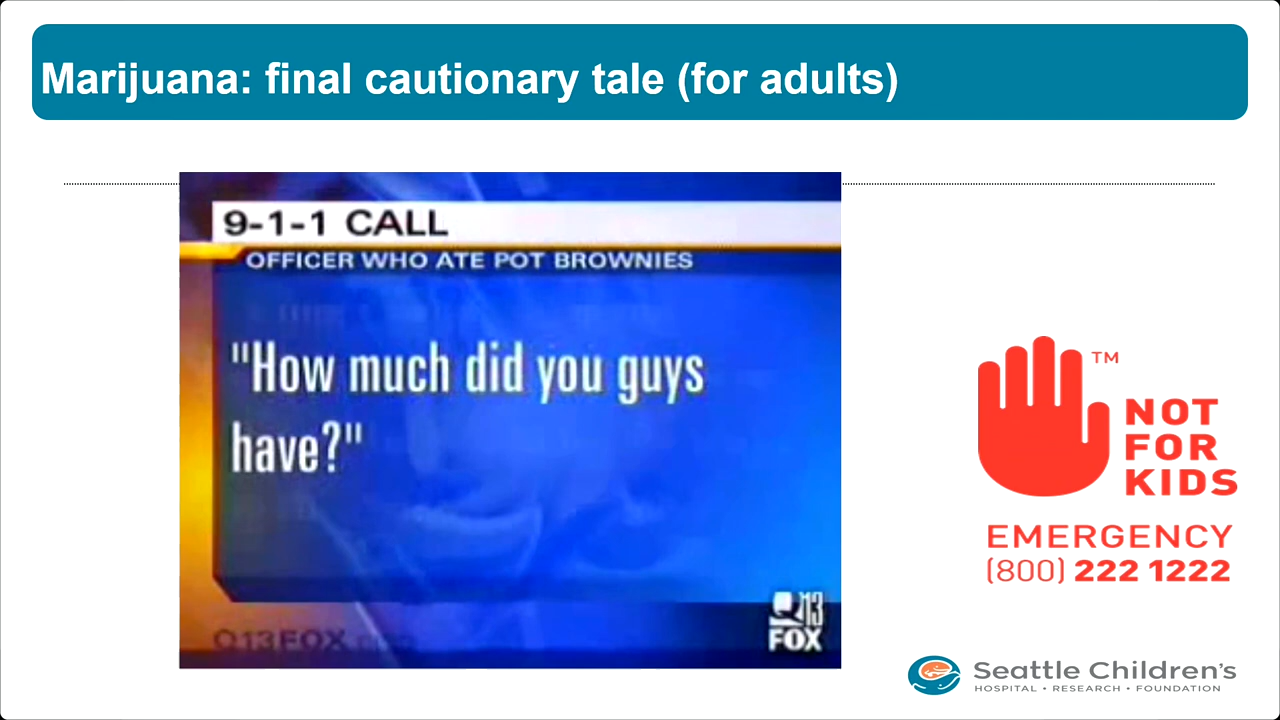 Marijuana: final cautionary tale (for adults)
9-1-1 CALL
OFFICER WHO ATE POT BROWNIES
"How much did you guys
have?"
Q13
FOX
Q13FOX
TM
NOT
FOR
KIDS
EMERGENCY
(800) 222 1222
Seattle Children's
HOSPITAL • RESEARCH • FOUNDATION